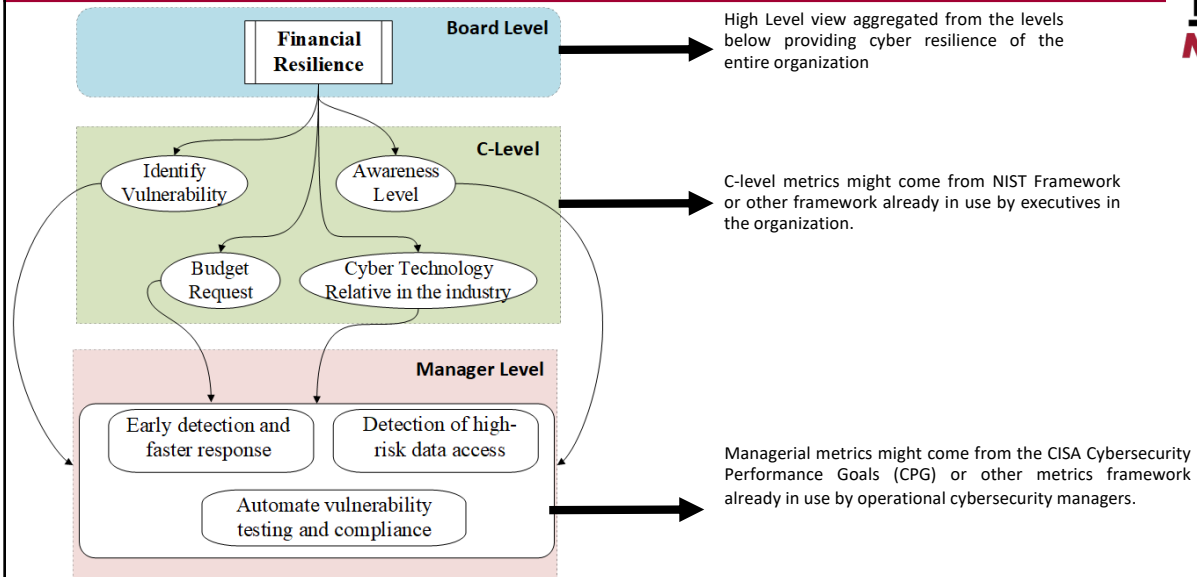 Board Level
Financial
Resilience
High Level view aggregated from the levels
below providing cyber resilience of the
entire organization
C-Level
Identify
Vulnerability
Awareness
Level
Budget
Request
Cyber Technology
Relative in the industry
C-level metrics might come from NIST Framework
or other framework already in use by executives in
the organization.
Manager Level
Early detection and
faster response
Detection of high-
risk data access
Automate vulnerability
testing and compliance
Managerial metrics might come from the CISA Cybersecurity
Performance Goals (CPG) or other metrics framework
already in use by operational cybersecurity managers.